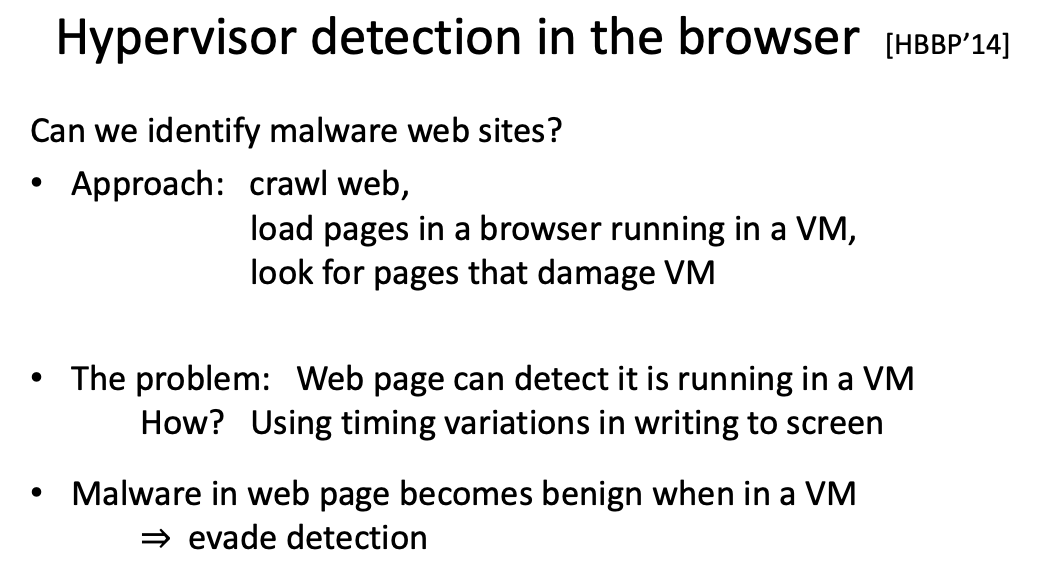 Hypervisor detection in the browser [HBBP’14]
Can we identify malware web sites?
• Approach: crawl web,
load pages in a browser running in a VM,
look for pages that damage VM
• The problem: Web page can detect it is running in a VM
How? Using timing variations in writing to screen
• Malware in web page becomes benign when in a VM
⇒ evade detection